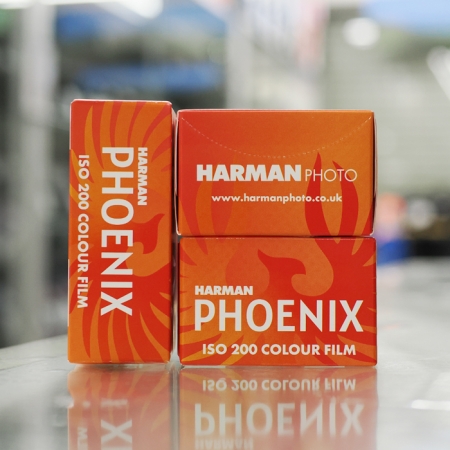 HARMAN
PHOENIX
ISO 200 COLOUR FILM
HARMAN PHOTO
www.harmanphoto.co.uk
HARMAN
PHOENIX
ISO 200 COLOUR FILM